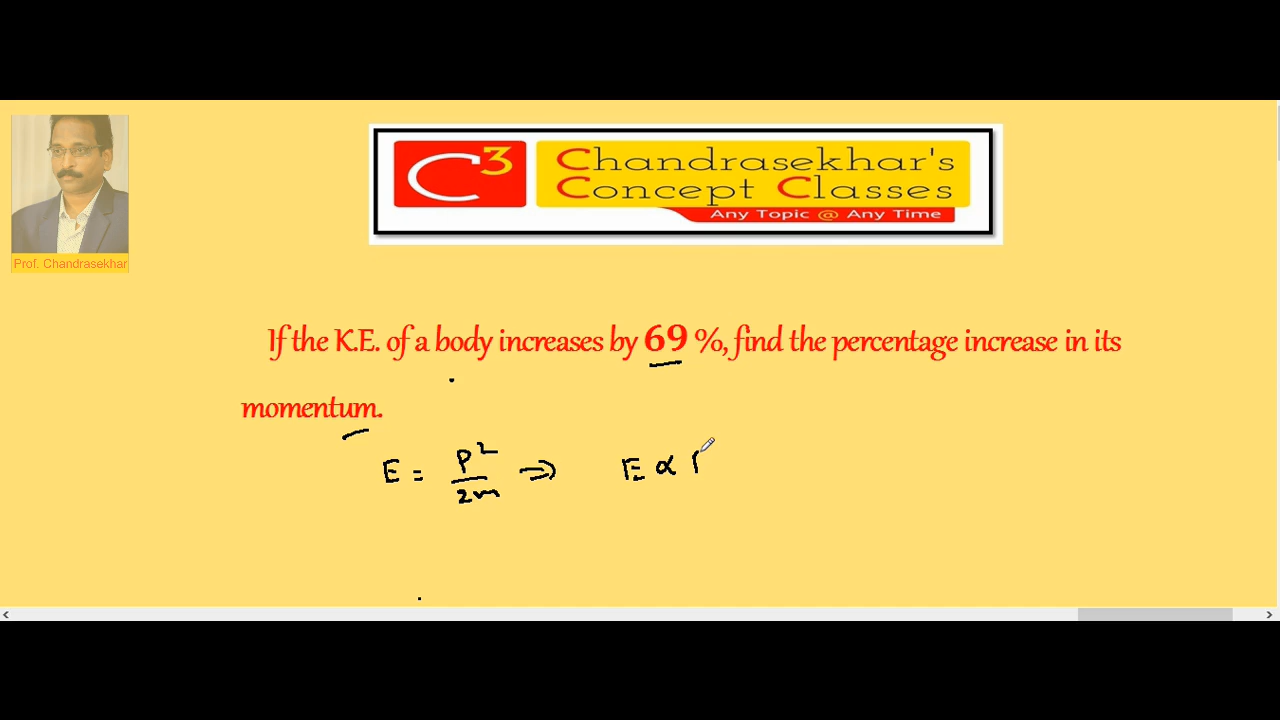 C³
Chandrasekhar's
Concept Classes
Any Topic @ Any Time
Prof. Chandrasekhar
If the K.E. of a body increases by 69 %, find the percentage increase in its
momentum.
E = P²/2m ⇒ E ∝